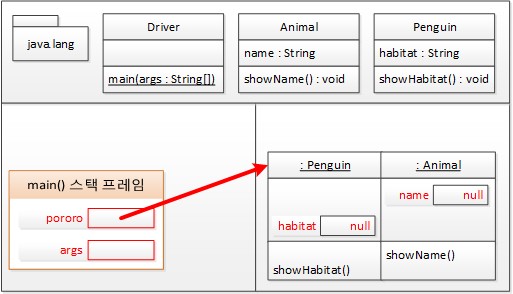 java.lang
Driver
main(args : String[])
Animal
name : String
showName() : void
Penguin
habitat : String
showHabitat() : void
main() 스택 프레임
pororo
args
: Penguin
habitat null
showHabitat()
: Animal
name null
showName()